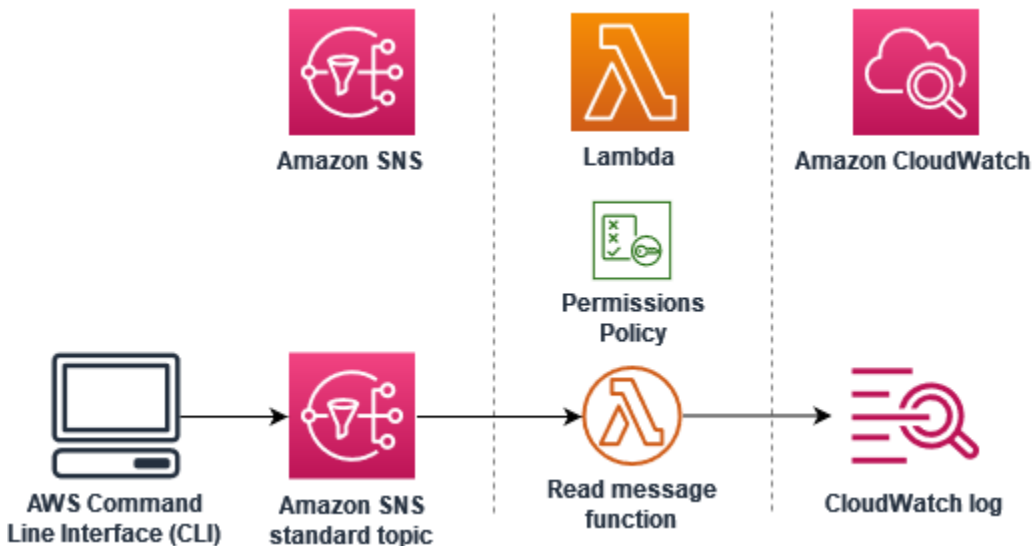 Amazon SNS
Lambda
Amazon CloudWatch
Permissions
Policy
AWS Command
Line Interface (CLI)
Amazon SNS
standard topic
Read message
function
CloudWatch log